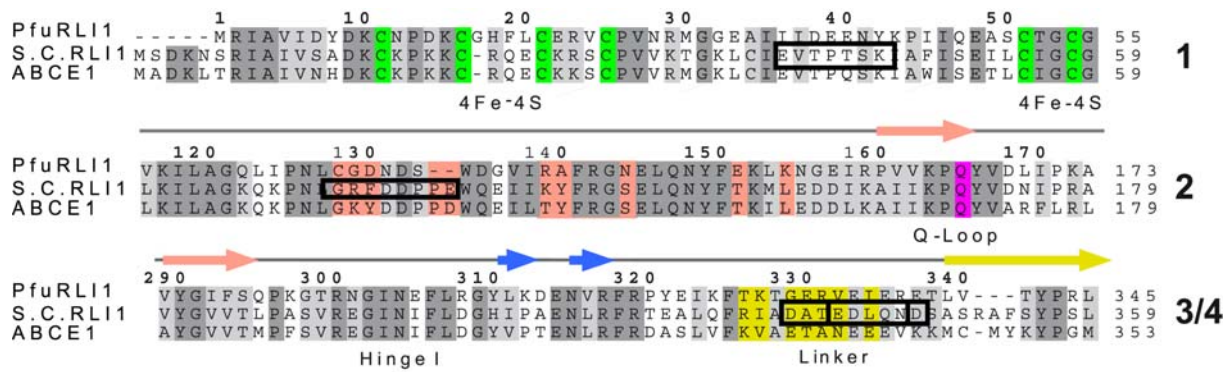 1 10 20 30 40 50
PfuRLI1 -----MRIAVIDYDKCNPDKCGHFLCERVCPVNRMGGEAIIIDEENYKPIIQEASCTGCG 55
S.C.RLI1 MSDKNSRIAIVSADKCKPKKC-RQECKRSCPVVKTGKLCIEVTPTSKIAFISEILCIGCG 59
ABCE1 MADKLTRIAIVNHDKCKPKKC-RQECKKSCPVVRMGKLCIEVTPQSKIAWISETLCIGCG 59
1
4Fe-4S 4Fe-4S
120 130 140 150 160 170
PfuRLI1 VKILAGQLIPNLCGDNDS--WDGVIRAFRGNELQNYFEKLKNGEIRPVVKPQYVDLIPKA 173
S.C.RLI1 LKILAGKQKPNLGRFDDPPEWQEIIKYFRGSELQNYFTKMLEDDIKAIIKPQYVDNIPRA 179
ABCE1 LKILAGKQKPNLGKYDDPPDWQEILTYFRGSELQNYFTKILEDDLKAIIKPQYVARFLRL 179
2
Q-Loop
290 300 310 320 330 340
PfuRLI1 VYGIFSQPKGTRNGINEFLRGYLKDENVRFRPYEIKFTKTGERVEIERETLV---TYPRL 345
S.C.RLI1 VYGVVTLPASVREGINIFLDGHIPTENLRFRTEALQFRIADATEDLQNDSASRAFSYPSL 359
ABCE1 AYGVVTMPFSVREGINIFLDGYVPTENLRFRDASLVFKVAETANEEEVKKMC-MYKYPGM 353
3/4
Hinge I Linker